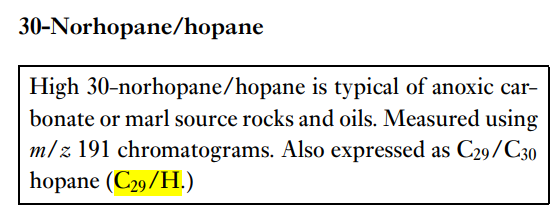 30-Norhopane/hopane
High 30-norhopane/hopane is typical of anoxic car-
bonate or marl source rocks and oils. Measured using
m/z 191 chromatograms. Also expressed as C₂₉/C₃₀
hopane (C₂₉/H.)